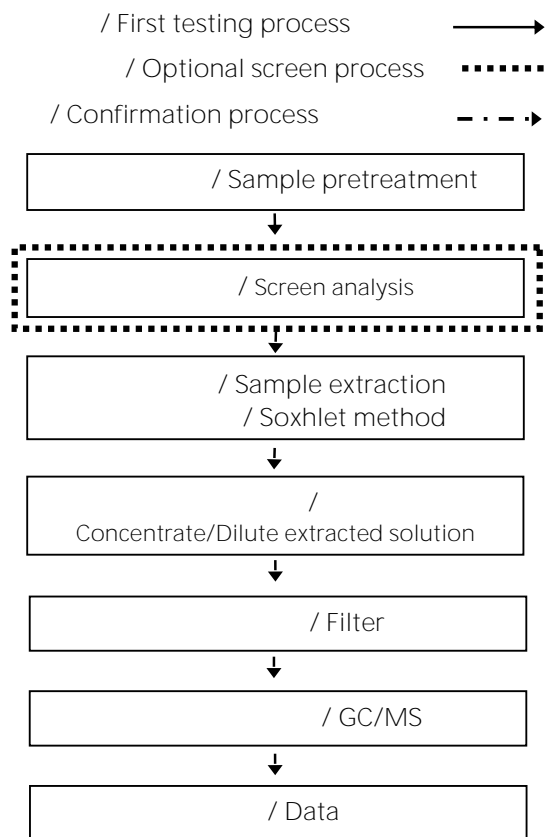 / First testing process
/ Optional screen process
/ Confirmation process
/ Sample pretreatment
/ Screen analysis
/ Sample extraction
/ Soxhlet method
/
Concentrate/Dilute extracted solution
/ Filter
/ GC/MS
/ Data